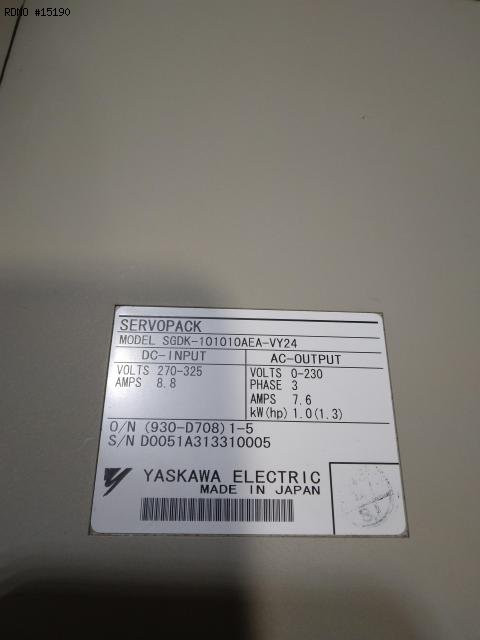 RDMO #15190
SERVOPACK
MODEL SGDK-101010AEA-VY24
DC-INPUT
VOLTS 270-325
AMPS 8.8
AC-OUTPUT
VOLTS 0-230
PHASE 3
AMPS 7.6
kW(hp) 1.0(1.3)
O/N (930-D708)1-5
S/N D0051A313310005
YASKAWA ELECTRIC
MADE IN JAPAN